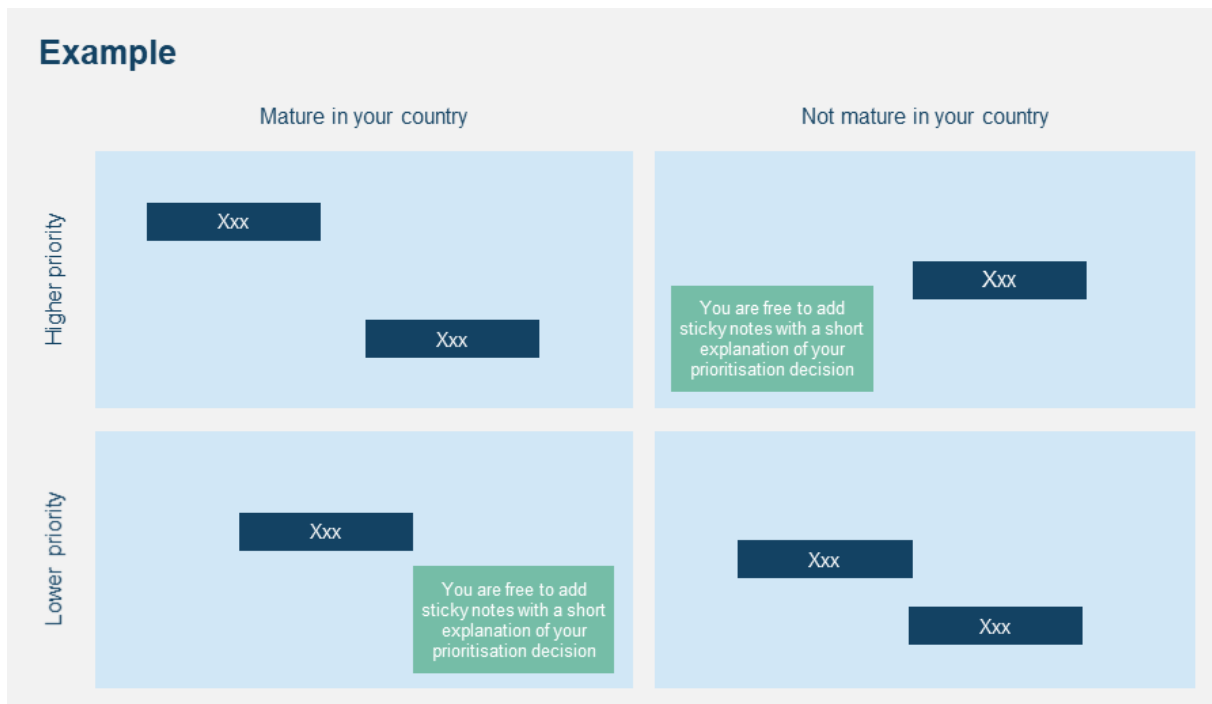 Example
Mature in your country
Not mature in your country
Higher priority
Xxx
Xxx
Xxx
You are free to add
sticky notes with a short
explanation of your
prioritisation decision
Lower priority
Xxx
You are free to add
sticky notes with a short
explanation of your
prioritisation decision
Xxx
Xxx